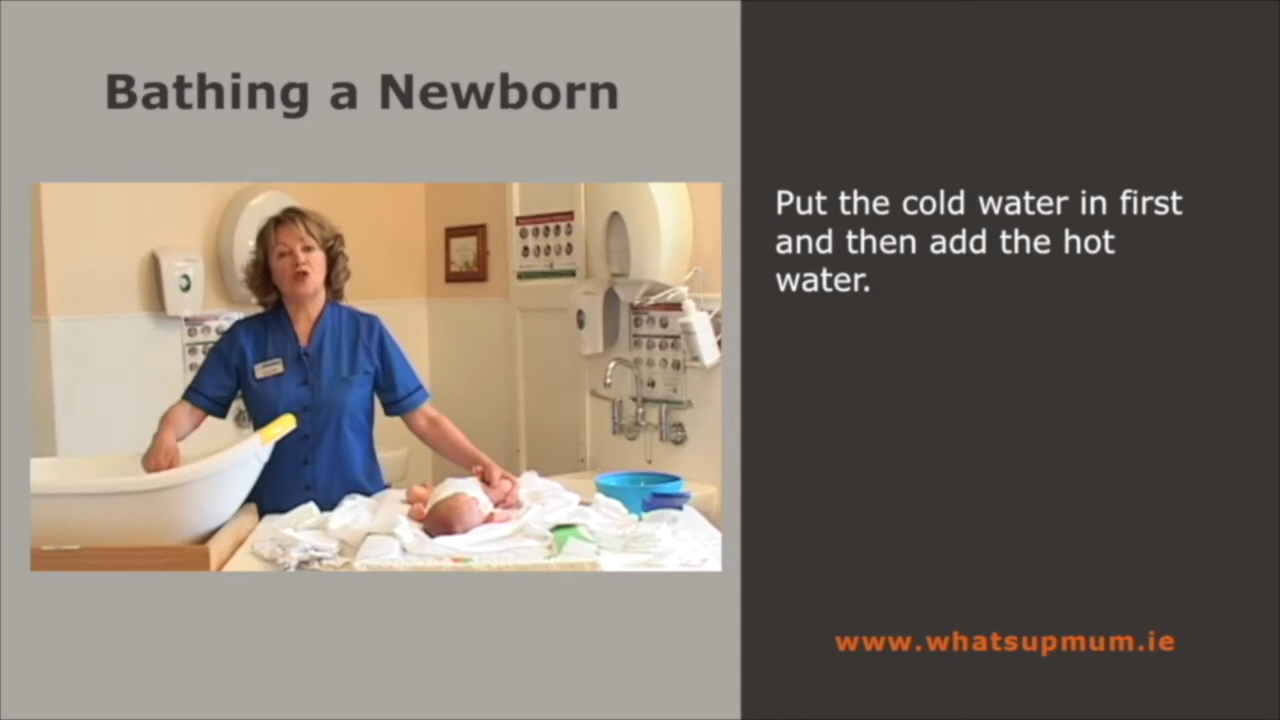 Bathing a Newborn
Put the cold water in first
and then add the hot
water.
www.whatsupmum.ie